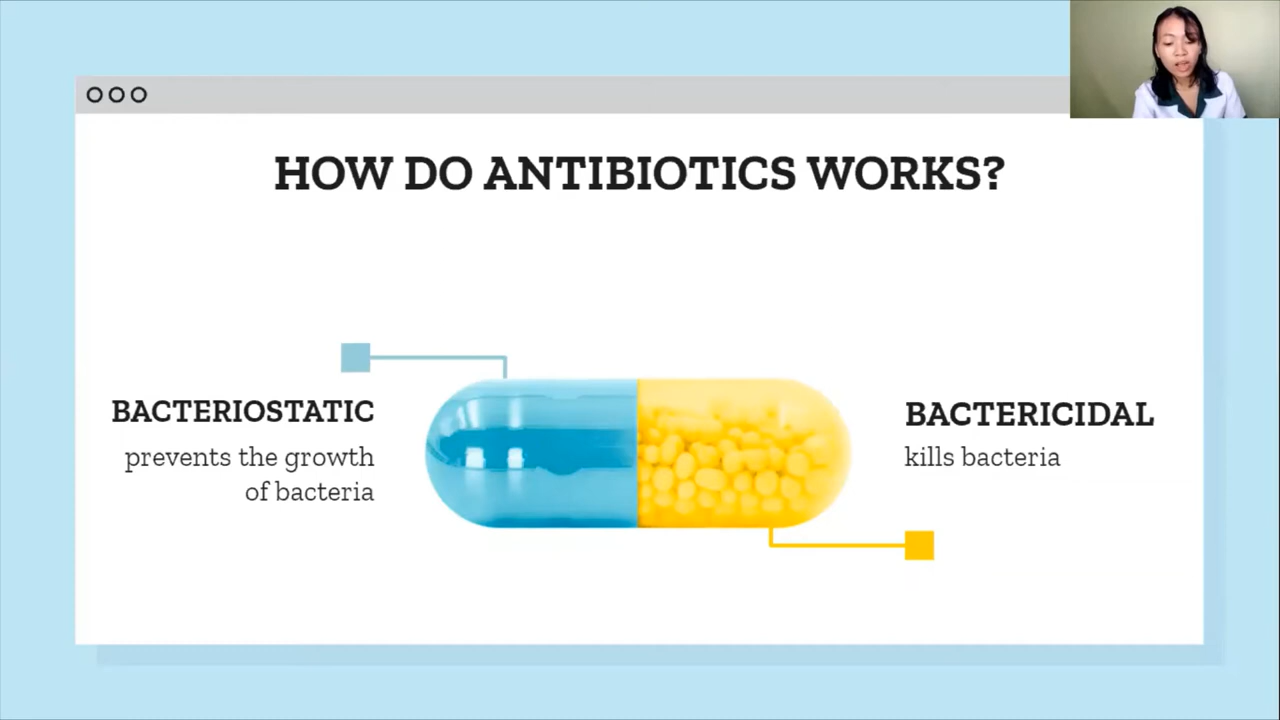 HOW DO ANTIBIOTICS WORKS?
BACTERIOSTATIC
prevents the growth
of bacteria
BACTERICIDAL
kills bacteria